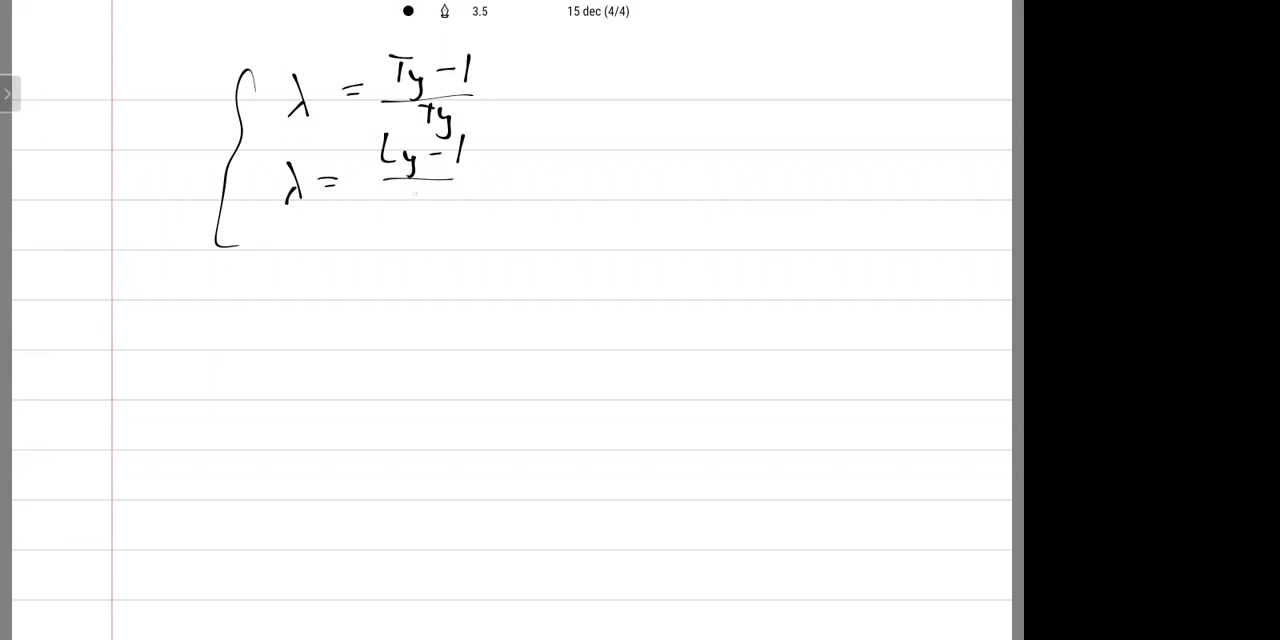 3.5 15 dec (4/4)
λ = Ty - 1
Ty
λ = Ly - 1